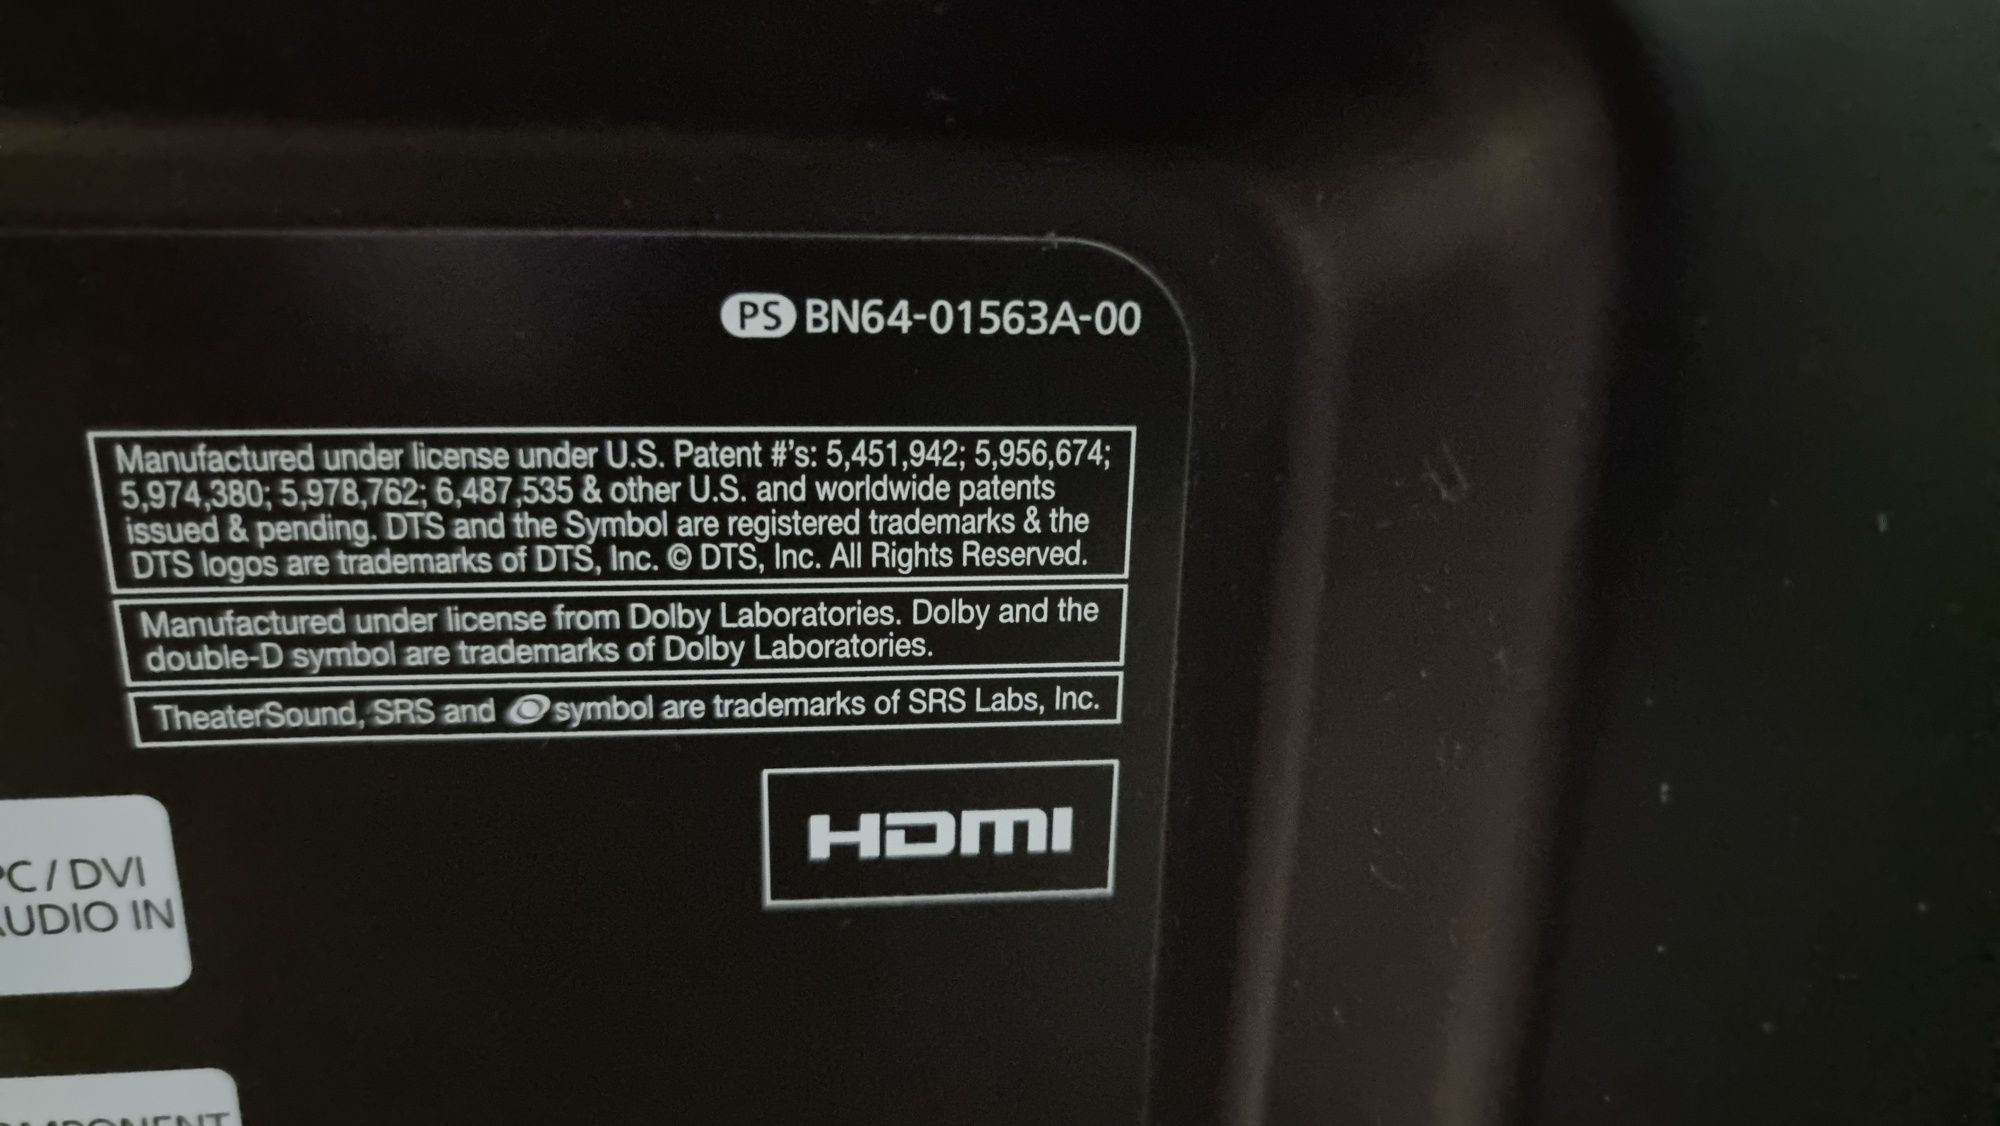 PS BN64-01563A-00
Manufactured under license under U.S. Patent #'s: 5,451,942; 5,956,674;
5,974,380; 5,978,762; 6,487,535 & other U.S. and worldwide patents
issued & pending. DTS and the Symbol are registered trademarks & the
DTS logos are trademarks of DTS, Inc. © DTS, Inc. All Rights Reserved.
Manufactured under license from Dolby Laboratories. Dolby and the
double-D symbol are trademarks of Dolby Laboratories.
TheaterSound, SRS and symbol are trademarks of SRS Labs, Inc.
HDMI
PC / DVI
AUDIO IN
COMPONENT